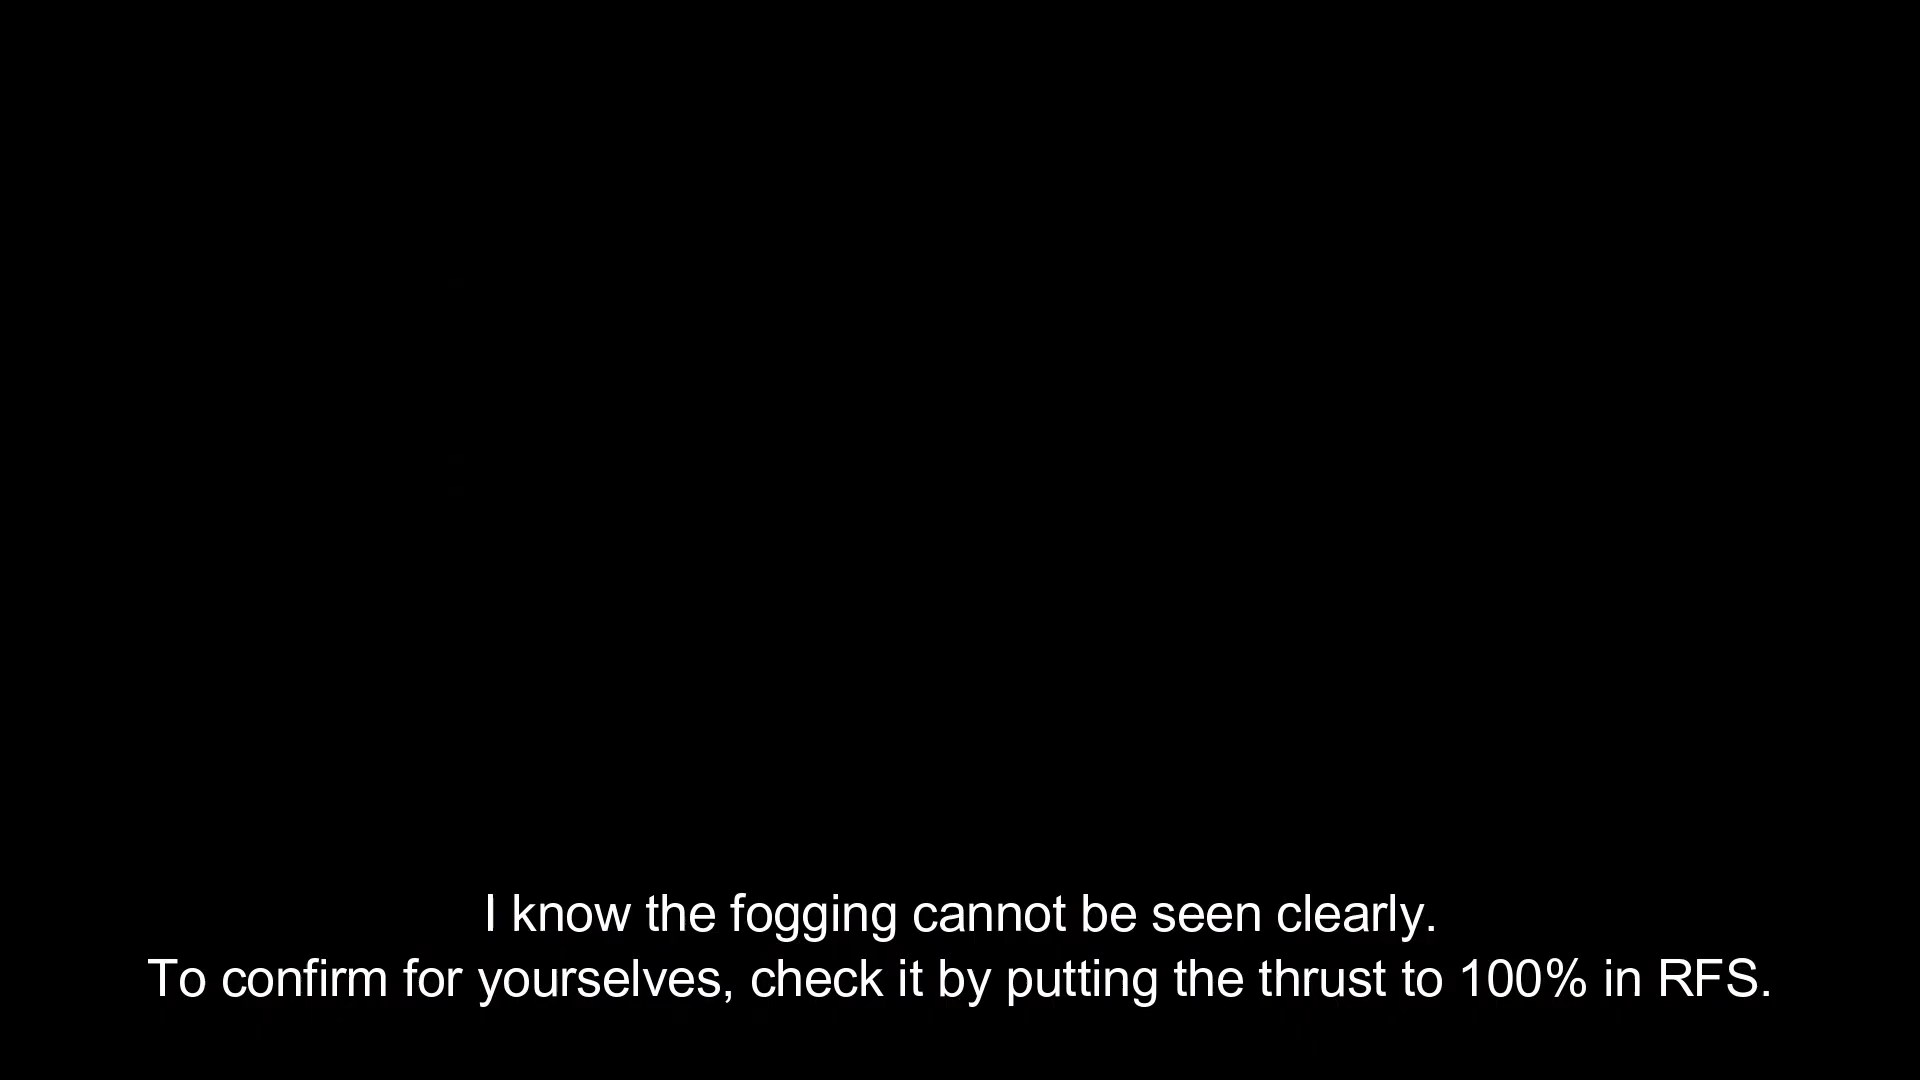 I know the fogging cannot be seen clearly.
To confirm for yourselves, check it by putting the thrust to 100% in RFS.